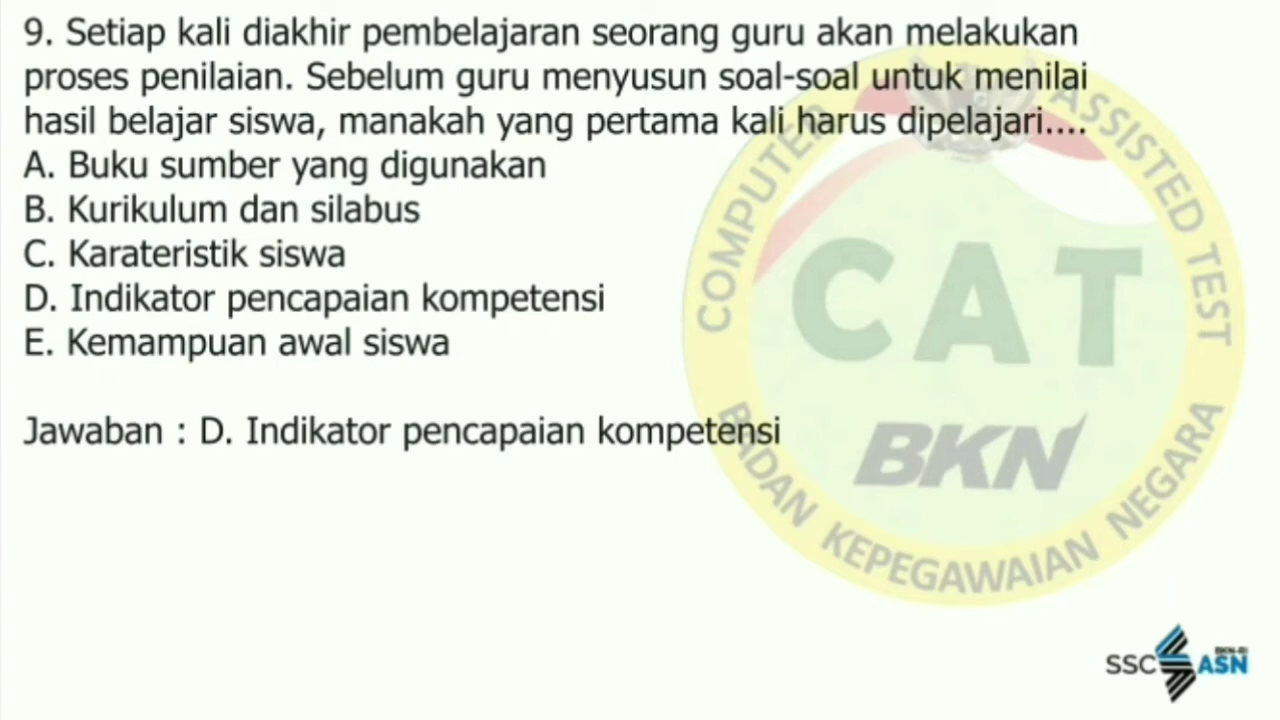 9. Setiap kali diakhir pembelajaran seorang guru akan melakukan
proses penilaian. Sebelum guru menyusun soal-soal untuk menilai
hasil belajar siswa, manakah yang pertama kali harus dipelajari....
A. Buku sumber yang digunakan
B. Kurikulum dan silabus
C. Karateristik siswa
D. Indikator pencapaian kompetensi
E. Kemampuan awal siswa
Jawaban : D. Indikator pencapaian kompetensi
COMPUTER ASSISTED TEST
CAT
BKN
BADAN KEPEGAWAIAN NEGARA
BKN-RI
SSC ASN